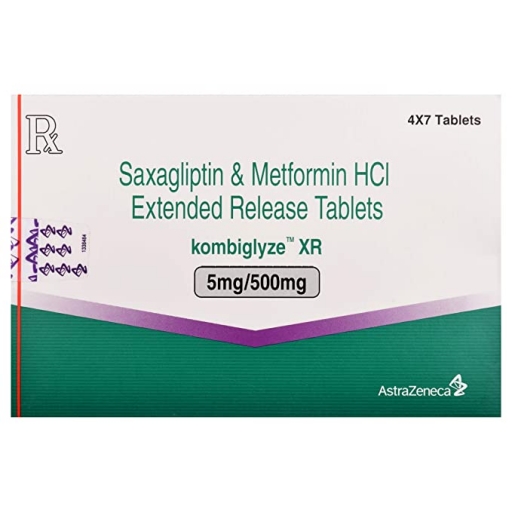 Rx
4X7 Tablets
Saxagliptin & Metformin HCl
Extended Release Tablets
kombiglyze™ XR
5mg/500mg
AstraZeneca